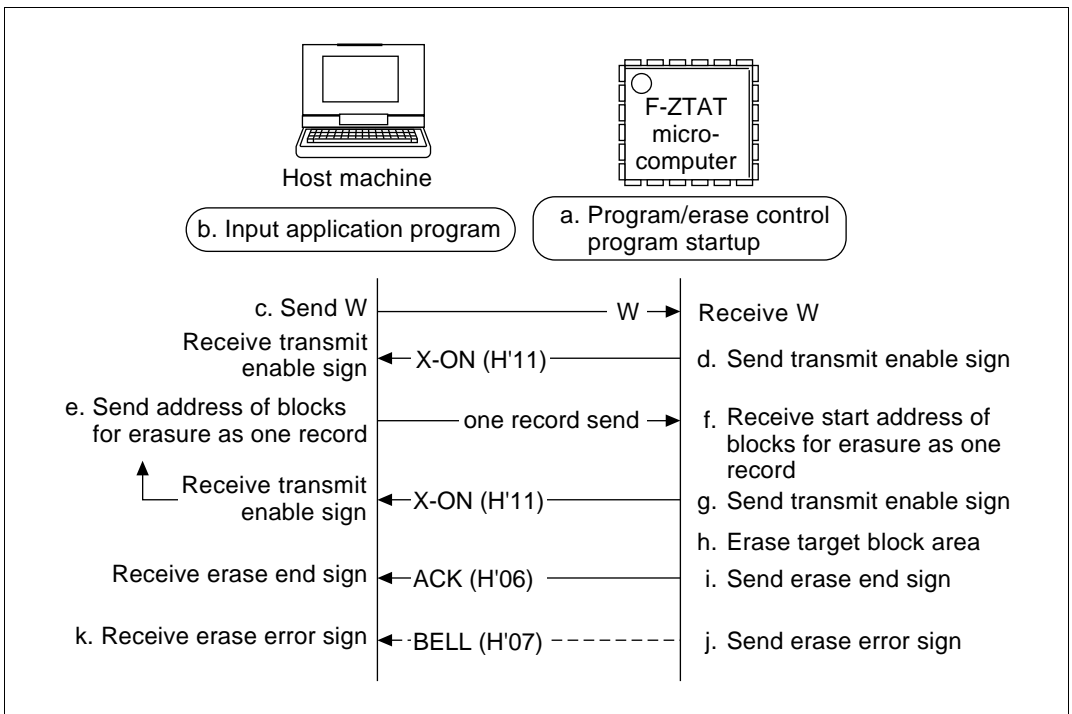 F-ZTAT
micro-
computer
Host machine
b. Input application program
a. Program/erase control
program startup
c. Send W
W
Receive W
Receive transmit
enable sign
X-ON (H'11)
d. Send transmit enable sign
e. Send address of blocks
for erasure as one record
one record send
f. Receive start address of
blocks for erasure as one
record
Receive transmit
enable sign
X-ON (H'11)
g. Send transmit enable sign
h. Erase target block area
Receive erase end sign
ACK (H'06)
i. Send erase end sign
k. Receive erase error sign
BELL (H'07)
j. Send erase error sign